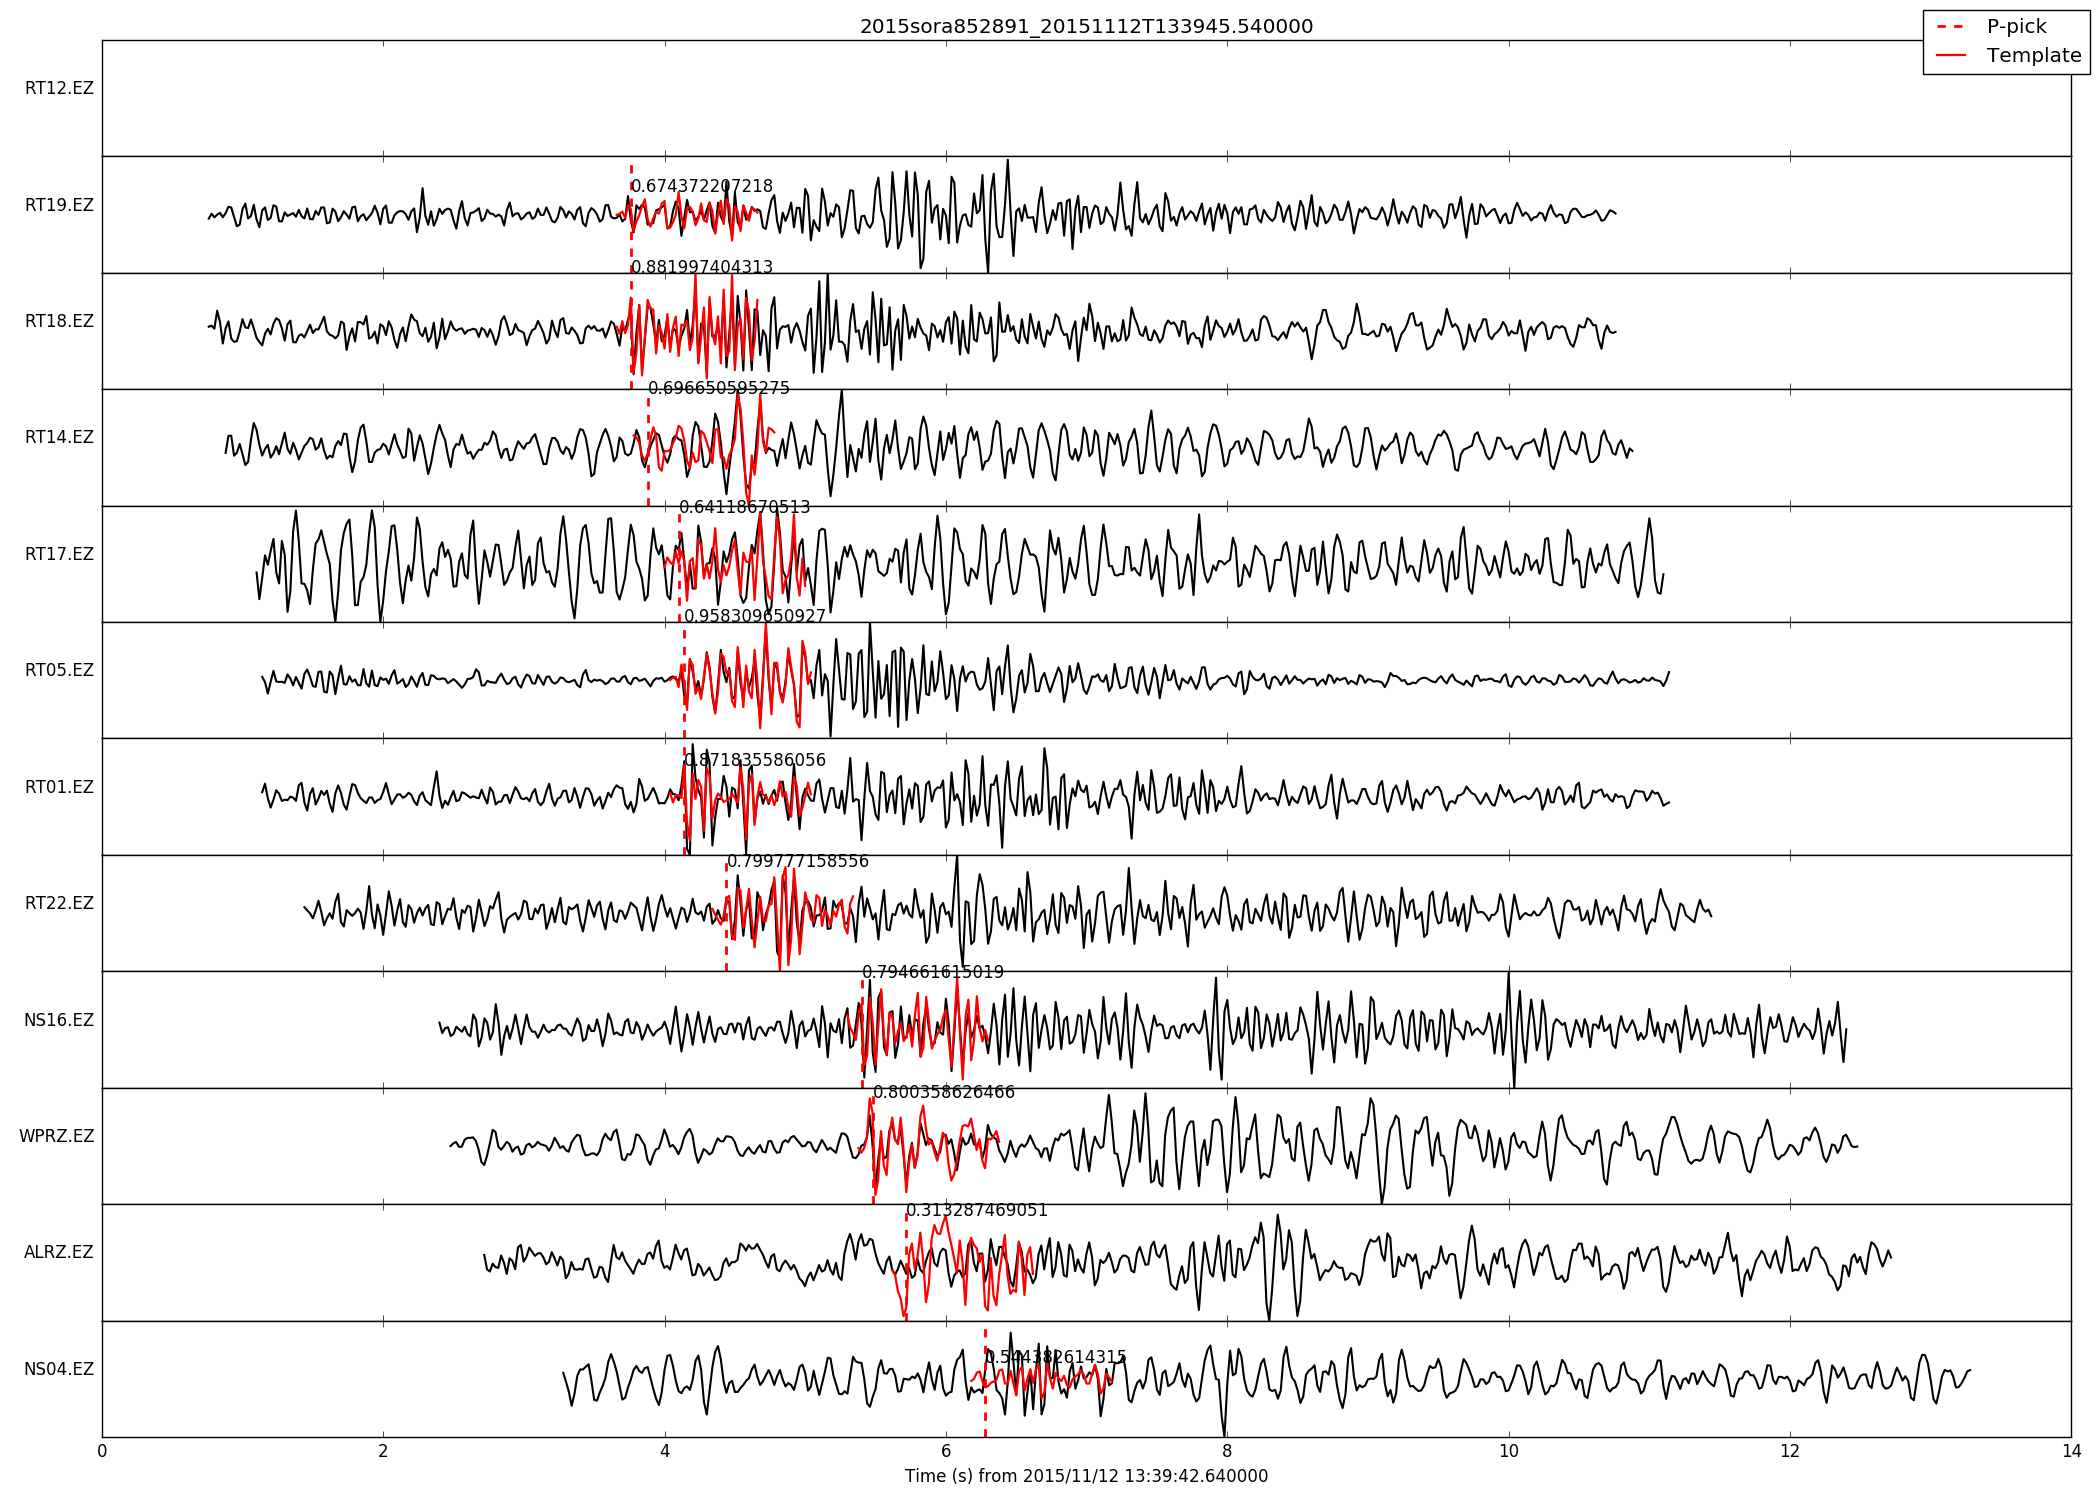 2015sora852891_20151112T133945.540000
P-pick
Template
RT12.EZ
RT19.EZ
0.674372207218
RT18.EZ
0.881997404313
RT14.EZ
0.696650595275
RT17.EZ
0.64118670513
RT05.EZ
0.958309650927
RT01.EZ
0.871835586056
RT22.EZ
0.799777158556
NS16.EZ
0.794661615019
WPRZ.EZ
0.800358626466
ALRZ.EZ
0.313287469051
NS04.EZ
0.544382614315
0 2 4 6 8 10 12 14
Time (s) from 2015/11/12 13:39:42.640000